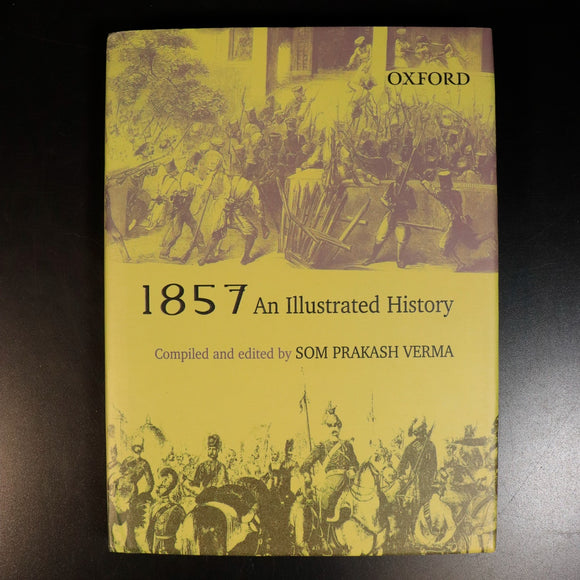 OXFORD
1857 An Illustrated History
Compiled and edited by SOM PRAKASH VERMA